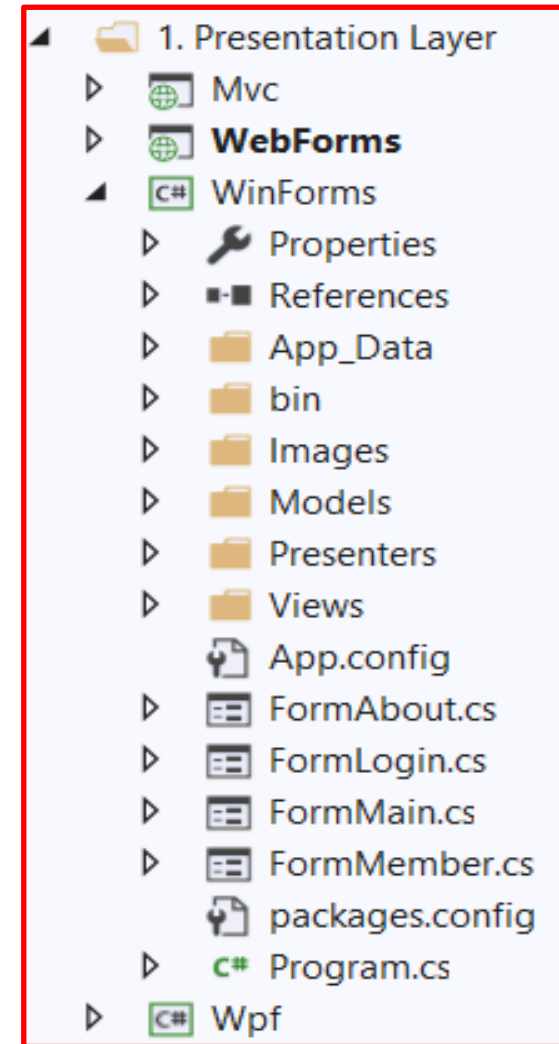 1. Presentation Layer
Mvc
WebForms
C# WinForms
Properties
References
App_Data
bin
Images
Models
Presenters
Views
App.config
FormAbout.cs
FormLogin.cs
FormMain.cs
FormMember.cs
packages.config
C# Program.cs
C# Wpf